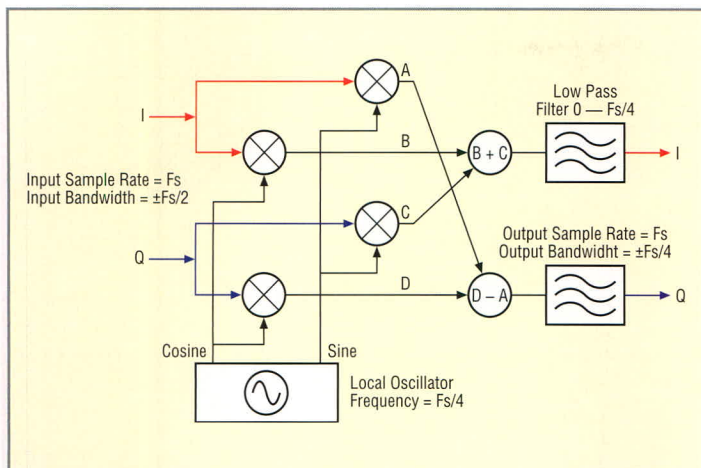 A
Low Pass
Filter 0 — Fs/4
I
B
B + C
I
Input Sample Rate = Fs
Input Bandwidth = ±Fs/2
C
Output Sample Rate = Fs
Output Bandwidht = ±Fs/4
Q
D
D – A
Q
Cosine
Sine
Local Oscillator
Frequency = Fs/4